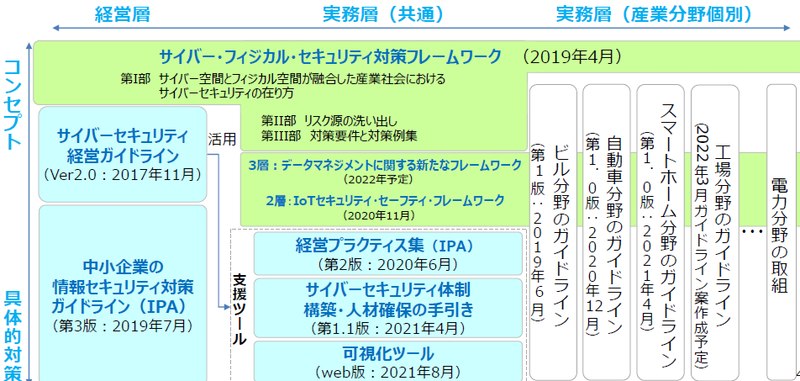 経営層
実務層（共通）
実務層（産業分野個別）
コンセプト
具体的対策
サイバー・フィジカル・セキュリティ対策フレームワーク （2019年4月）
第Ⅰ部 サイバー空間とフィジカル空間が融合した産業社会における
サイバーセキュリティの在り方
第II部 リスク源の洗い出し
第III部 対策要件と対策例集
サイバーセキュリティ
経営ガイドライン
（Ver2.0：2017年11月）
活用
3層：データマネジメントに関する新たなフレームワーク
（2022年予定）
2層：IoTセキュリティ・セーフティ・フレームワーク
（2020年11月）
中小企業の
情報セキュリティ対策
ガイドライン（IPA）
（第3版：2019年7月）
支援ツール
経営プラクティス集（IPA）
（第2版：2020年6月）
サイバーセキュリティ体制
構築・人材確保の手引き
（第1.1版：2021年4月）
可視化ツール
（web版：2021年8月）
ビル分野のガイドライン
（第１版：2019年６月）
自動車分野のガイドライン
（第１.０版：2020年12月）
スマートホーム分野のガイドライン
（第１.０版：2021年４月）
工場分野のガイドライン
（2022年3月ガイドライン案作成予定）
･･･
電力分野の取組